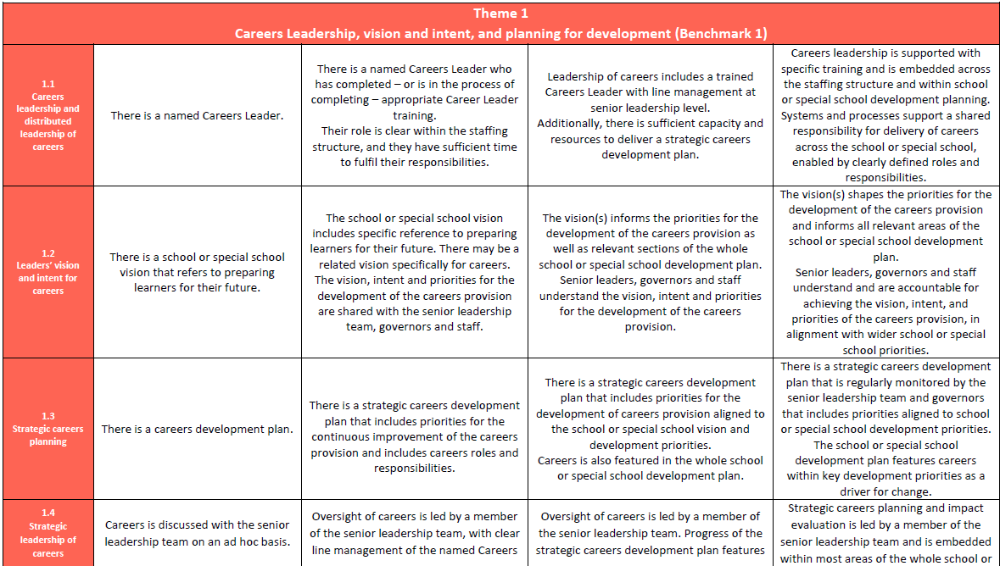 Theme 1
Careers Leadership, vision and intent, and planning for development (Benchmark 1)
1.1
Careers
leadership and
distributed
leadership of
careers
There is a named Careers Leader.
There is a named Careers Leader who
has completed – or is in the process of
completing – appropriate Career Leader
training.
Their role is clear within the staffing
structure, and they have sufficient time
to fulfil their responsibilities.
Leadership of careers includes a trained
Careers Leader with line management at
senior leadership level.
Additionally, there is sufficient capacity and
resources to deliver a strategic careers
development plan.
Careers leadership is supported with
specific training and is embedded across
the staffing structure and within school
or special school development planning.
Systems and processes support a shared
responsibility for delivery of careers
across the school or special school,
enabled by clearly defined roles and
responsibilities.
1.2
Leaders’ vision
and intent for
careers
There is a school or special school
vision that refers to preparing
learners for their future.
The school or special school vision
includes specific reference to preparing
learners for their future. There may be a
related vision specifically for careers.
The vision, intent and priorities for the
development of the careers provision
are shared with the senior leadership
team, governors and staff.
The vision(s) informs the priorities for the
development of the careers provision as
well as relevant sections of the whole
school or special school development plan.
Senior leaders, governors and staff
understand the vision, intent and priorities
for the development of the careers
provision.
The vision(s) shapes the priorities for the
development of the careers provision
and informs all relevant areas of the
school or special school development
plan.
Senior leaders, governors and staff
understand and are accountable for
achieving the vision, intent, and
priorities of the careers provision, in
alignment with wider school or special
school priorities.
1.3
Strategic careers
planning
There is a careers development plan.
There is a strategic careers development
plan that includes priorities for the
continuous improvement of the careers
provision and includes careers roles and
responsibilities.
There is a strategic careers development
plan that includes priorities for the
development of careers provision aligned to
the school or special school vision and
development priorities.
Careers is also featured in the whole school
or special school development plan.
There is a strategic careers development
plan that is regularly monitored by the
senior leadership team and governors
that includes priorities aligned to school
or special school development priorities.
The school or special school
development plan features careers
within key development priorities as a
driver for change.
1.4
Strategic
leadership of
careers
Careers is discussed with the senior
leadership team on an ad hoc basis.
Oversight of careers is led by a member
of the senior leadership team, with clear
line management of the named Careers
Oversight of careers is led by a member of
the senior leadership team. Progress of the
strategic careers development plan features
Strategic careers planning and impact
evaluation is led by a member of the
senior leadership team and is embedded
within most areas of the whole school or